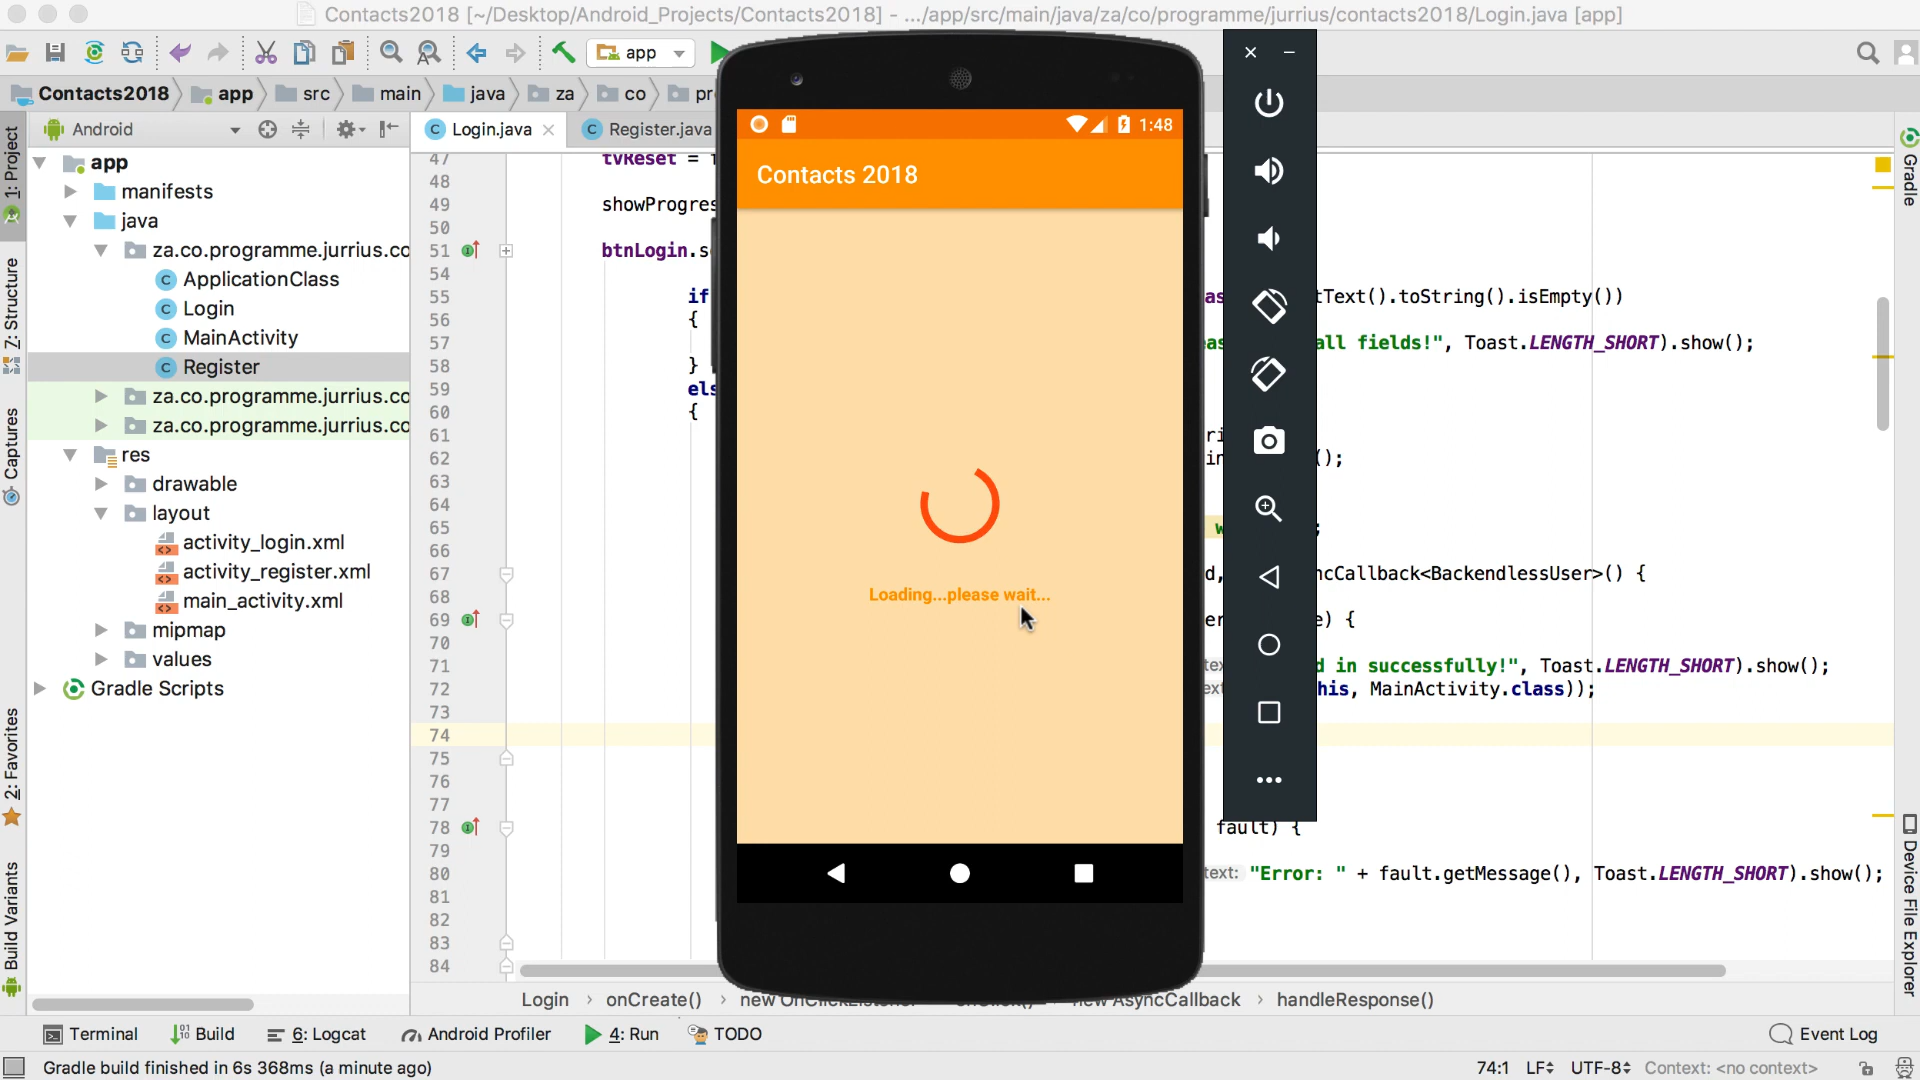 Contacts2018 [~/Desktop/Android_Projects/Contacts2018] - .../app/src/main/java/za/co/programme/jurrius/contacts2018/Login.java [app]
app
Contacts2018 app src main java za co pr
Android
Login.java Register.java
1: Project
7: Structure
Captures
2: Favorites
Build Variants
app
manifests
java
za.co.programme.jurrius.co
ApplicationClass
Login
MainActivity
Register
za.co.programme.jurrius.co
za.co.programme.jurrius.co
res
drawable
layout
activity_login.xml
activity_register.xml
main_activity.xml
mipmap
values
Gradle Scripts
47 tvReset =
48
49 showProgres
50
51 btnLogin.s
54
55 if tText().toString().isEmpty())
56 {
57 all fields!", Toast.LENGTH_SHORT).show();
58 }
59 els
60 {
61
62 ();
63
64
65
66
67 d, ncCallback<BackendlessUser>() {
68
69 e) {
70
71 d in successfully!", Toast.LENGTH_SHORT).show();
72 his, MainActivity.class));
73
74
75
76
77
78 fault) {
79
80 text: "Error: " + fault.getMessage(), Toast.LENGTH_SHORT).show();
81
82
83
84
1:48
Contacts 2018
Loading...please wait...
Gradle
Device File Explorer
Login › onCreate() › new OnClickListener › onClick() › new AsyncCallback › handleResponse()
Terminal Build 6: Logcat Android Profiler 4: Run TODO Event Log
Gradle build finished in 6s 368ms (a minute ago) 74:1 LF UTF-8 Context: <no context>